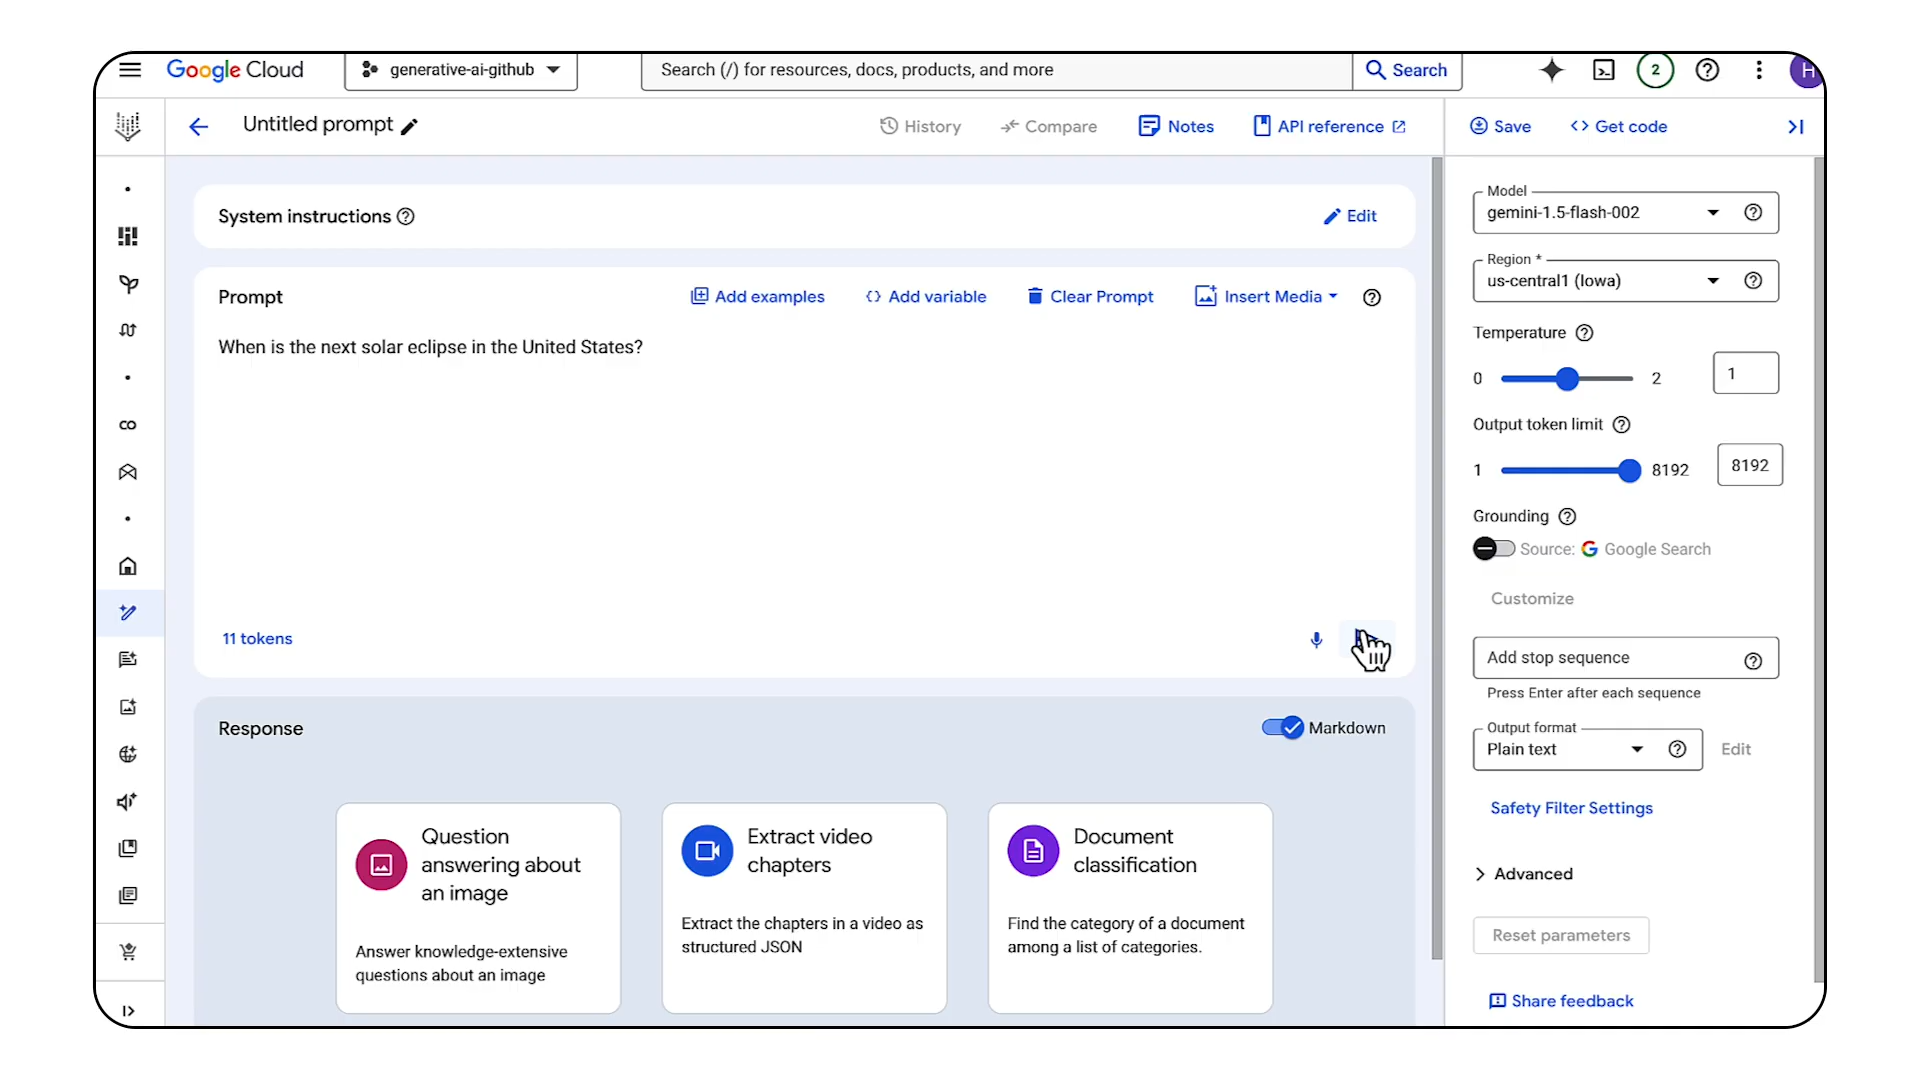 Google Cloud
generative-ai-github
Search (/) for resources, docs, products, and more
Search
2
H
Untitled prompt
History
Compare
Notes
API reference
Save
Get code
System instructions
Edit
Prompt
Add examples
Add variable
Clear Prompt
Insert Media
When is the next solar eclipse in the United States?
11 tokens
Response
Markdown
Question
answering about
an image
Answer knowledge-extensive
questions about an image
Extract video
chapters
Extract the chapters in a video as
structured JSON
Document
classification
Find the category of a document
among a list of categories.
Model
gemini-1.5-flash-002
Region *
us-central1 (Iowa)
Temperature
0
2
1
Output token limit
1
8192
8192
Grounding
Source: Google Search
Customize
Add stop sequence
Press Enter after each sequence
Output format
Plain text
Edit
Safety Filter Settings
Advanced
Reset parameters
Share feedback